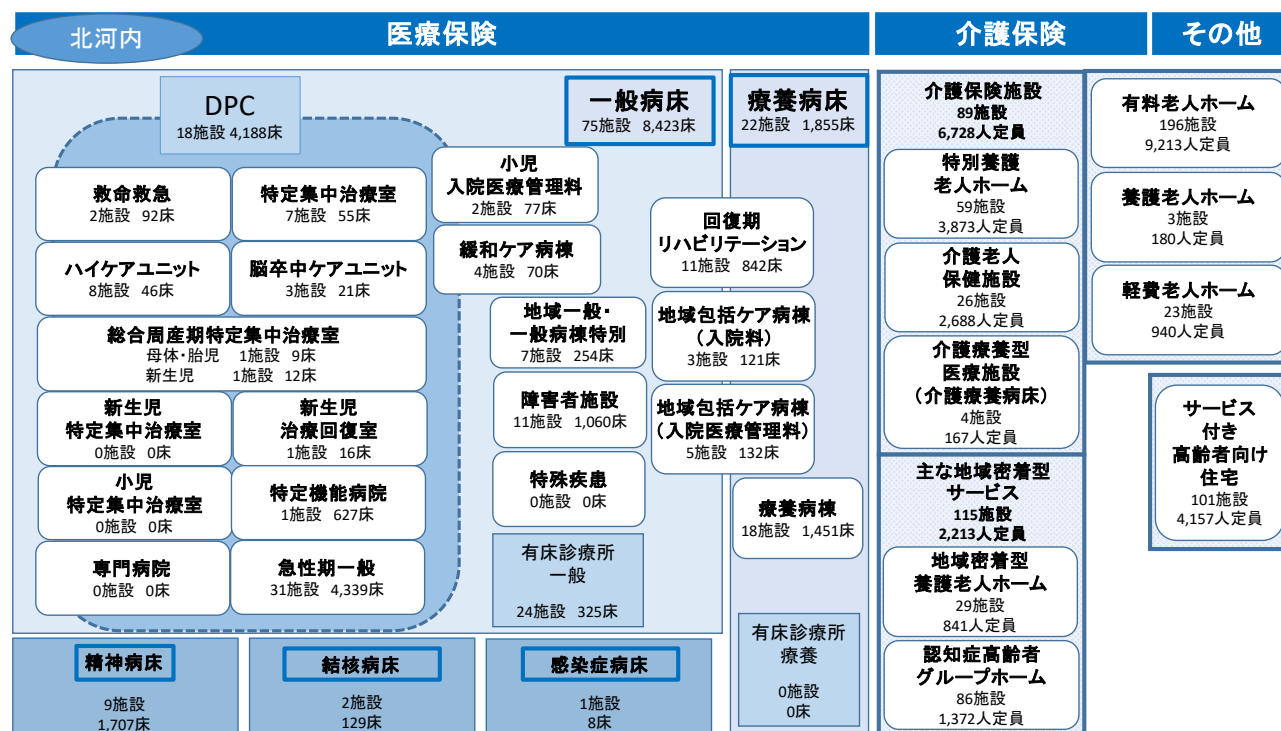 北河内
医療保険
介護保険
その他
DPC
18施設 4,188床
一般病床
75施設 8,423床
療養病床
22施設 1,855床
救命救急
2施設 92床
特定集中治療室
7施設 55床
小児
入院医療管理料
2施設 77床
ハイケアユニット
8施設 46床
脳卒中ケアユニット
3施設 21床
緩和ケア病棟
4施設 70床
回復期
リハビリテーション
11施設 842床
総合周産期特定集中治療室
母体・胎児 1施設 9床
新生児 1施設 12床
地域一般・
一般病棟特別
7施設 254床
地域包括ケア病棟
(入院料)
3施設 121床
新生児
特定集中治療室
0施設 0床
新生児
治療回復室
1施設 16床
障害者施設
11施設 1,060床
地域包括ケア病棟
(入院医療管理料)
5施設 132床
小児
特定集中治療室
0施設 0床
特定機能病院
1施設 627床
特殊疾患
0施設 0床
療養病棟
18施設 1,451床
専門病院
0施設 0床
急性期一般
31施設 4,339床
有床診療所
一般
24施設 325床
有床診療所
療養
0施設
0床
精神病床
9施設
1,707床
結核病床
2施設
129床
感染症病床
1施設
8床
介護保険施設
89施設
6,728人定員
特別養護
老人ホーム
59施設
3,873人定員
介護老人
保健施設
26施設
2,688人定員
介護療養型
医療施設
(介護療養病床)
4施設
167人定員
主な地域密着型
サービス
115施設
2,213人定員
地域密着型
養護老人ホーム
29施設
841人定員
認知症高齢者
グループホーム
86施設
1,372人定員
有料老人ホーム
196施設
9,213人定員
養護老人ホーム
3施設
180人定員
軽費老人ホーム
23施設
940人定員
サービス
付き
高齢者向け
住宅
101施設
4,157人定員